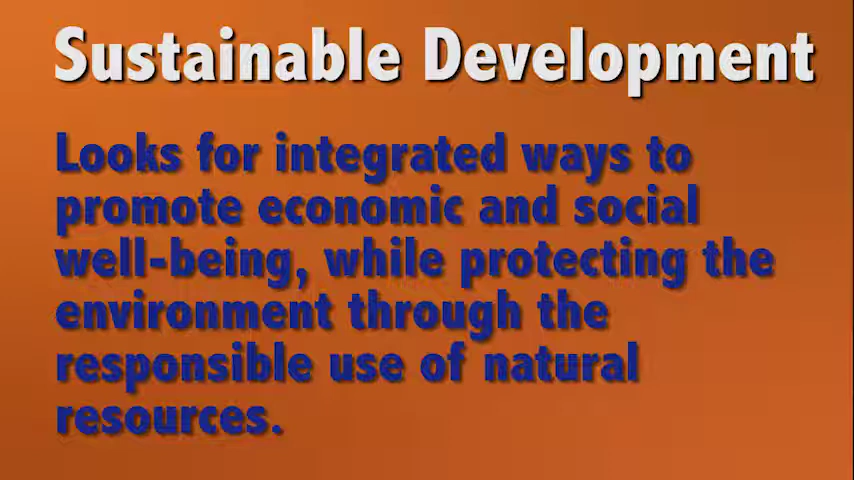 Sustainable Development
Looks for integrated ways to
promote economic and social
well-being, while protecting the
environment through the
responsible use of natural
resources.